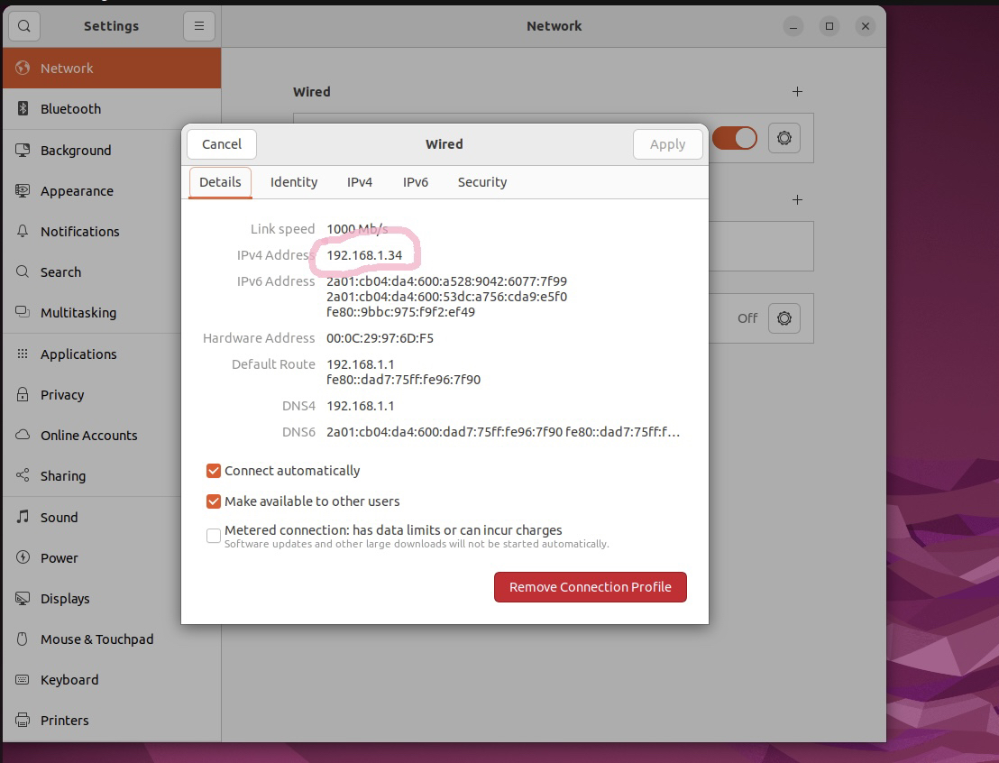 Settings
Network
Network
Bluetooth
Background
Appearance
Notifications
Search
Multitasking
Applications
Privacy
Online Accounts
Sharing
Sound
Power
Displays
Mouse & Touchpad
Keyboard
Printers
Wired
Off
Cancel
Wired
Apply
Details Identity IPv4 IPv6 Security
Link speed 1000 Mb/s
IPv4 Address 192.168.1.34
IPv6 Address 2a01:cb04:da4:600:a528:9042:6077:7f99
2a01:cb04:da4:600:53dc:a756:cda9:e5f0
fe80::9bbc:975:f9f2:ef49
Hardware Address 00:0C:29:97:6D:F5
Default Route 192.168.1.1
fe80::dad7:75ff:fe96:7f90
DNS4 192.168.1.1
DNS6 2a01:cb04:da4:600:dad7:75ff:fe96:7f90 fe80::dad7:75ff:f...
Connect automatically
Make available to other users
Metered connection: has data limits or can incur charges
Software updates and other large downloads will not be started automatically.
Remove Connection Profile